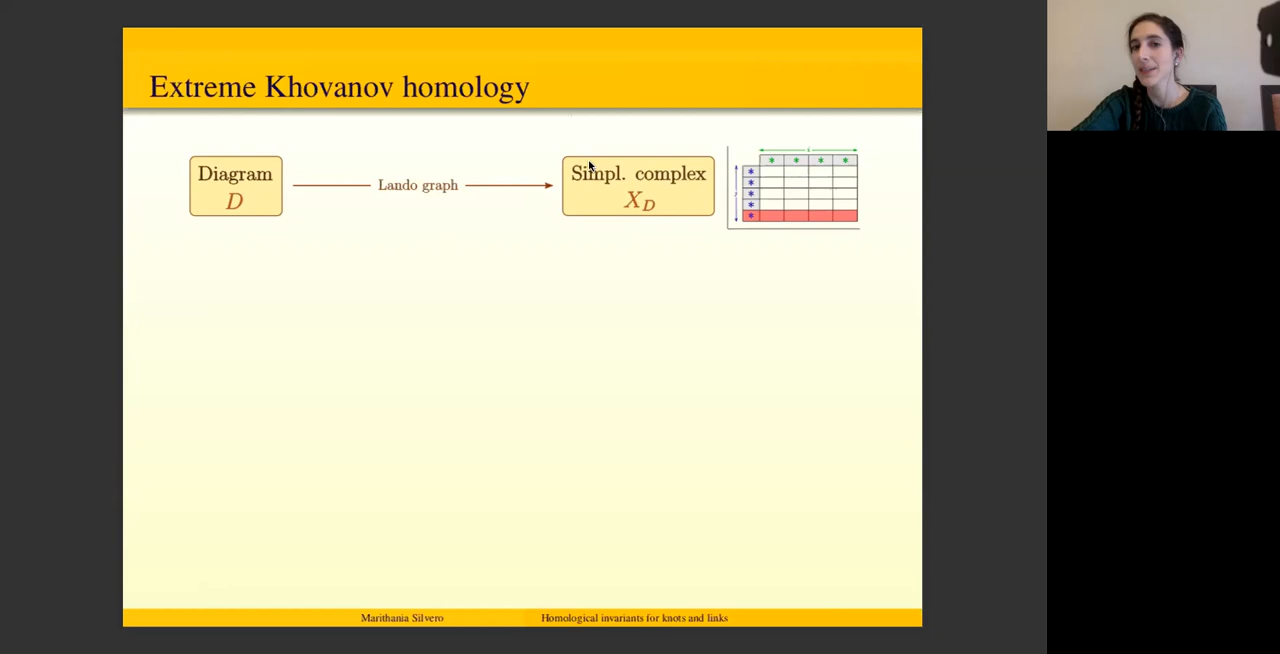 Extreme Khovanov homology
Diagram
D
Lando graph
Simpl. complex
X_D
* * * *
*
*
*
*
*
Marithania Silvero
Homological invariants for knots and links